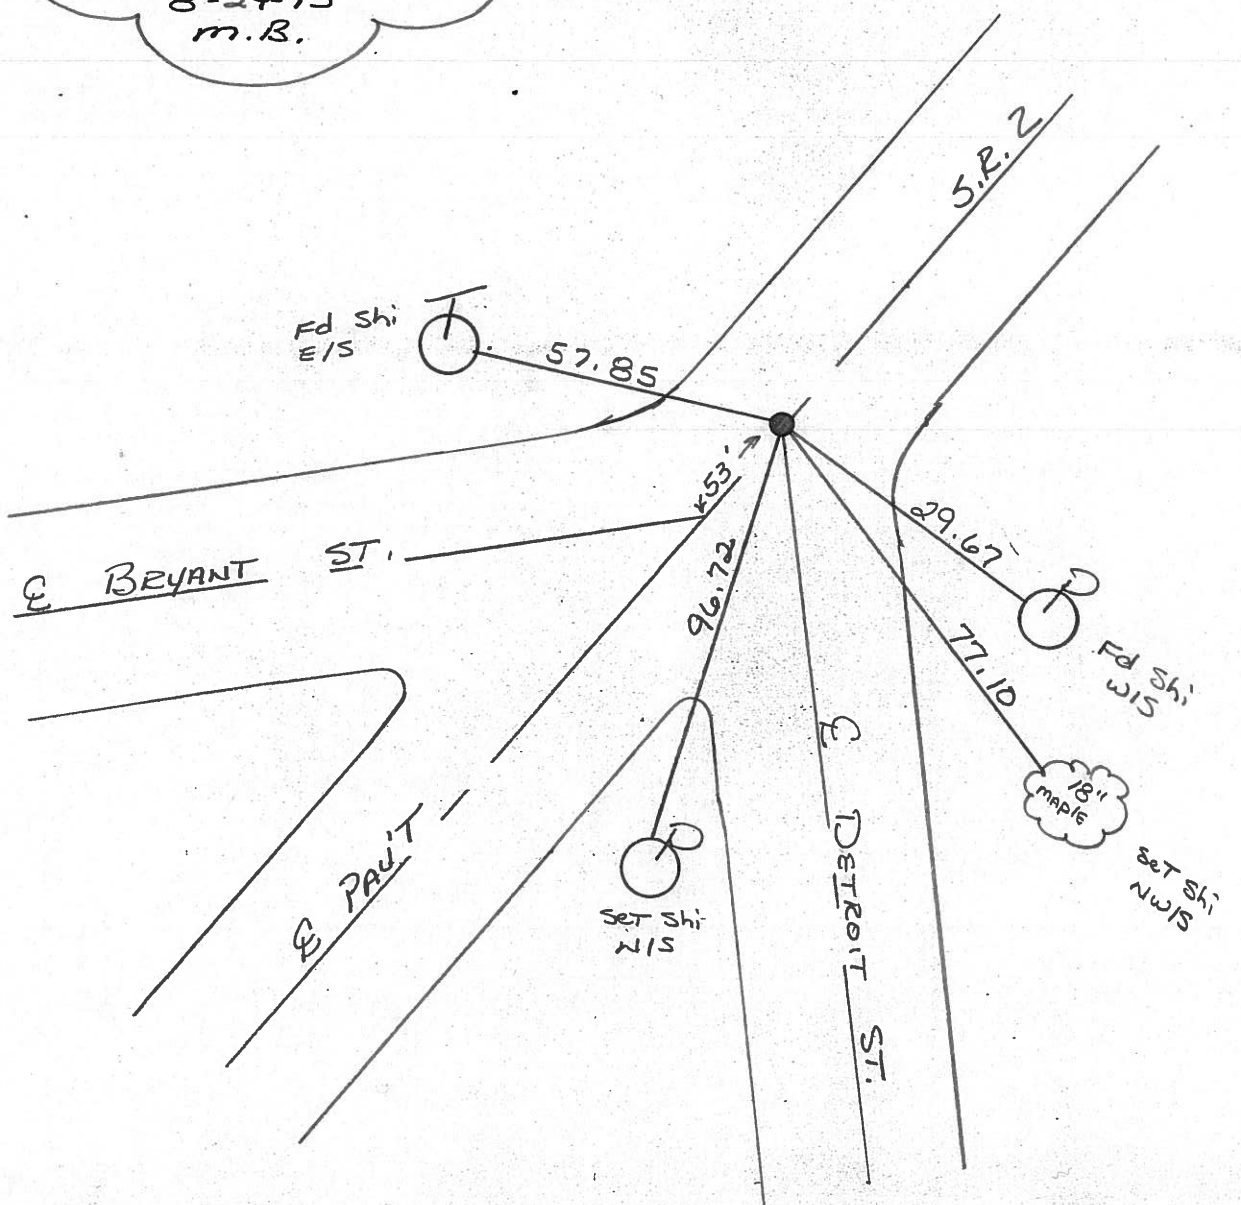 m.B.
S.R. 2
Fd Shi
E/S
57.85
53'
29.67
℄ BRYANT ST.
96.72
77.10
Fd Shi
W/S
18"
MAPLE
Set Shi
NW/S
℄ PAV'T
℄ DETROIT ST.
Set Shi
N/S